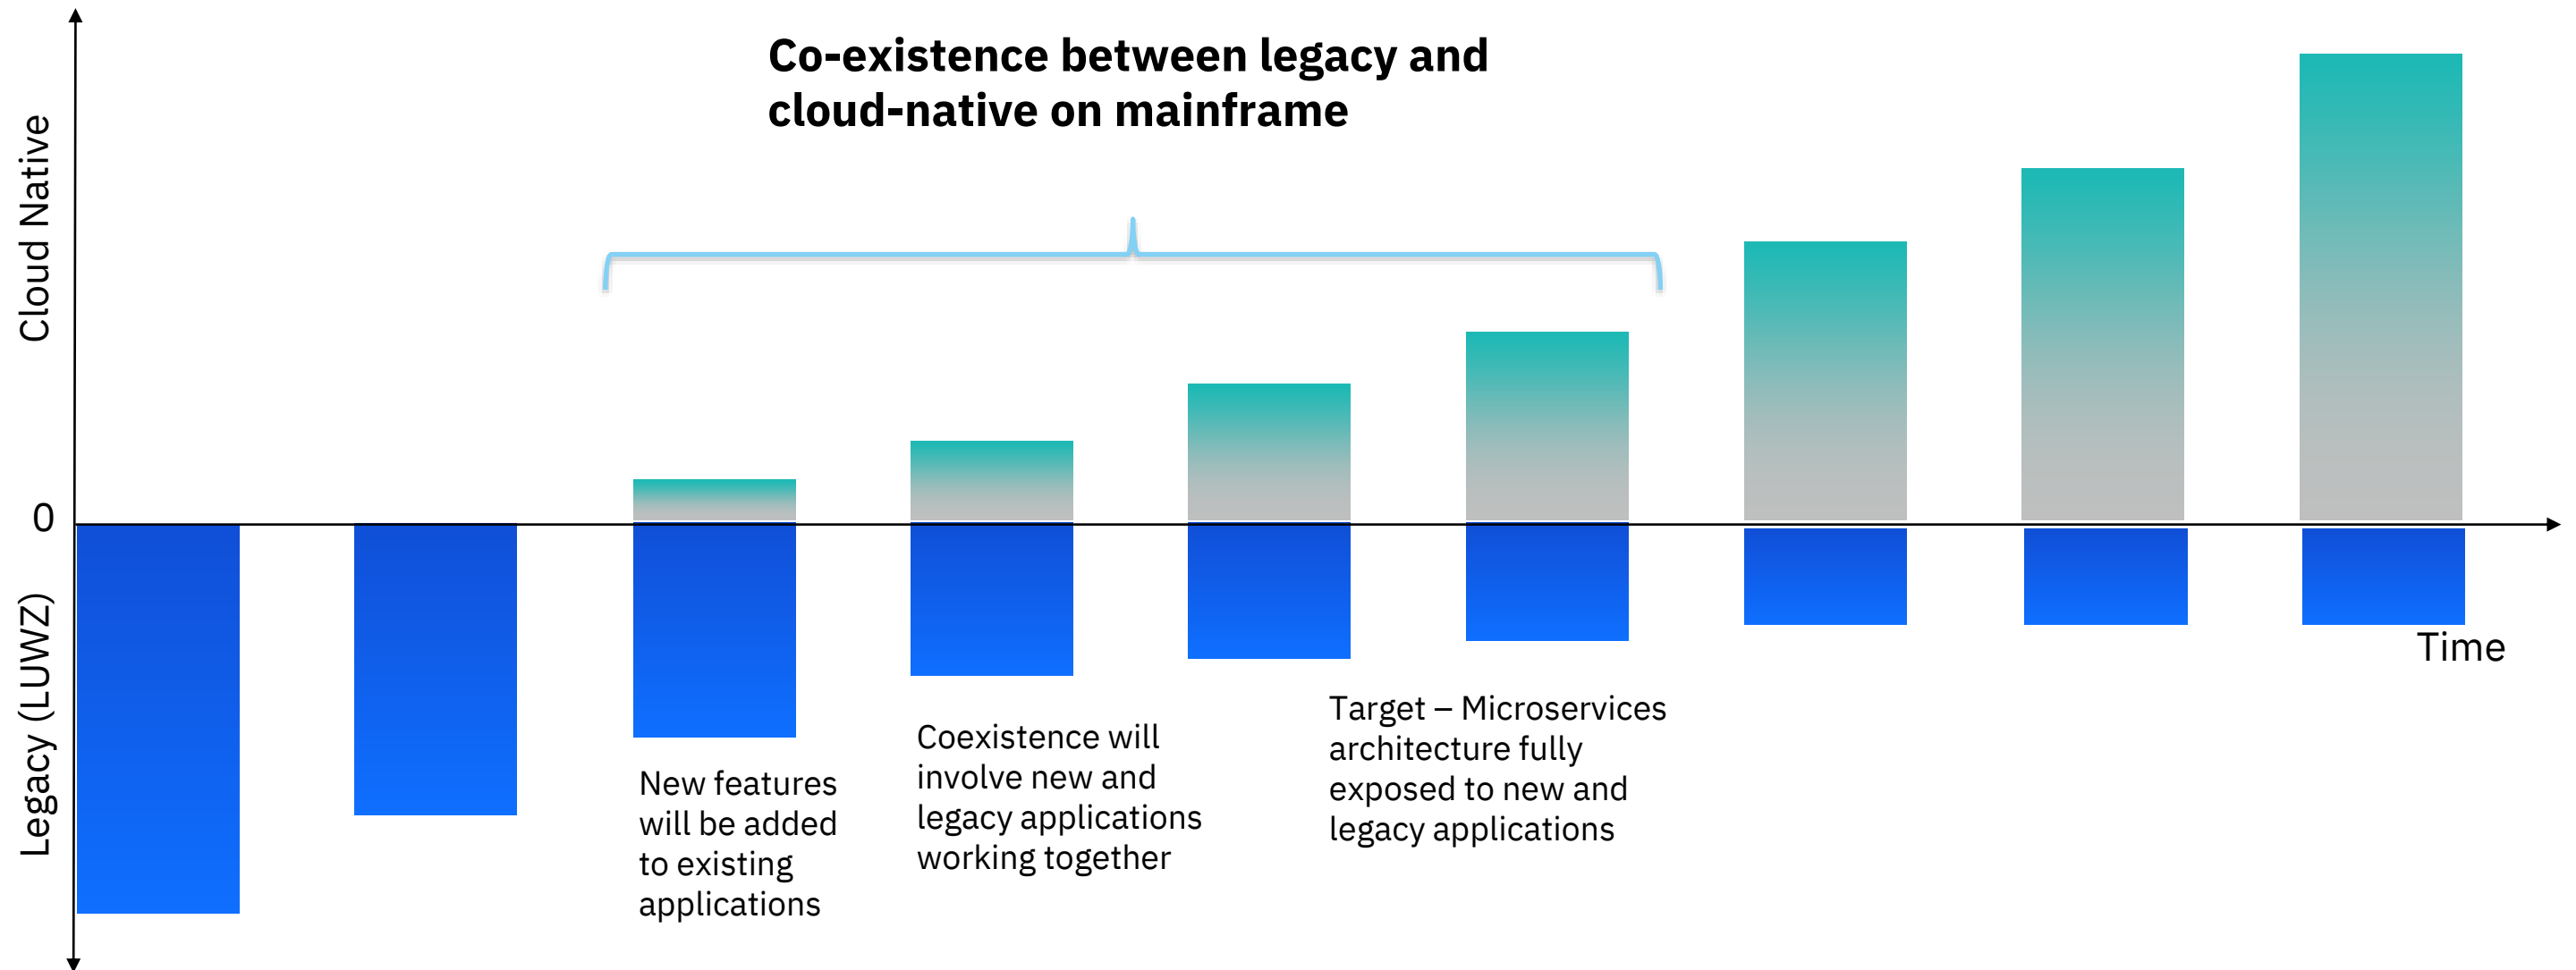 Co-existence between legacy and
cloud-native on mainframe
Cloud Native
0
Legacy (LUWZ)
Time
New features
will be added
to existing
applications
Coexistence will
involve new and
legacy applications
working together
Target – Microservices
architecture fully
exposed to new and
legacy applications